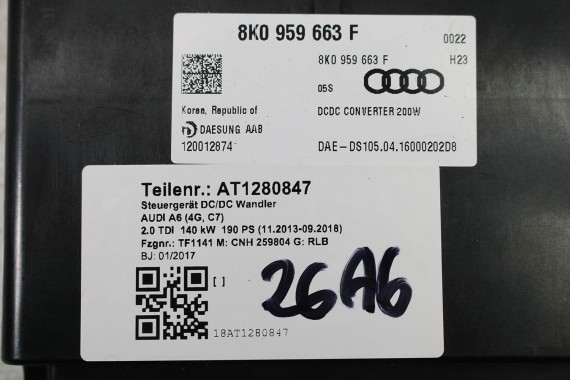 8K0 959 663 F
0022
8K0 959 663 F
H23
05S
Korea, Republic of
DCDC CONVERTER 200W
DAESUNG AAB
120012874
DAE-DS105.04.1600020208
Teilenr.: AT1280847
Steuergerät DC/DC Wandler
AUDI A6 (4G, C7)
2.0 TDI 140 kW 190 PS (11.2013-09.2018)
Fzgnr.: TF1141 M: CNH 259804 G: RLB
BJ: 01/2017
[ ]
26A6
18AT1280847